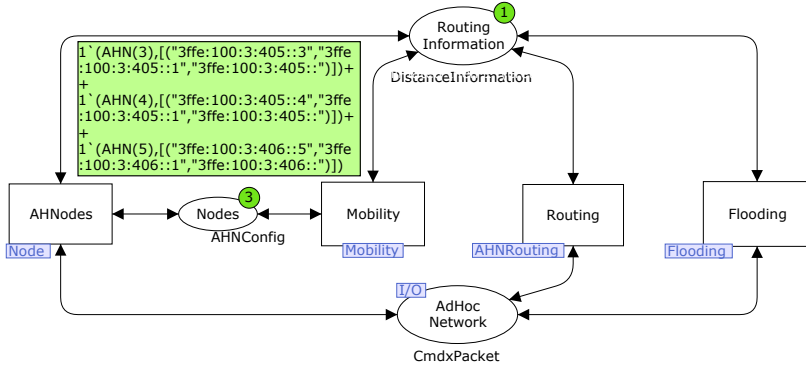 1
Routing
Information
DistanceInformation
1`(AHN(3),[("3ffe:100:3:405::3","3ffe
:100:3:405::1","3ffe:100:3:405::")])+
+
1`(AHN(4),[("3ffe:100:3:405::4","3ffe
:100:3:405::1","3ffe:100:3:405::")])+
+
1`(AHN(5),[("3ffe:100:3:406::5","3ffe
:100:3:406::1","3ffe:100:3:406::")])
AHNodes
Node
3
Nodes
AHNConfig
Mobility
Mobility
Routing
AHNRouting
Flooding
Flooding
I/O
AdHoc
Network
CmdxPacket